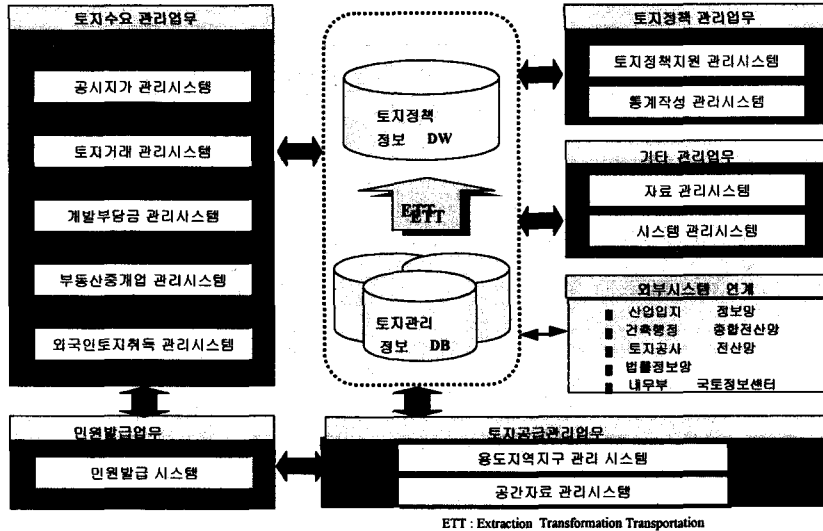 토지수요 관리업무
공시지가 관리시스템
토지거래 관리시스템
개발부담금 관리시스템
부동산중개업 관리시스템
외국인토지취득 관리시스템
민원발급업무
민원발급 시스템
토지정책
정보 DW
ETT
토지관리
정보 DB
토지정책 관리업무
토지정책지원 관리시스템
통계작성 관리시스템
기타 관리업무
자료 관리시스템
시스템 관리시스템
외부시스템 연계
산업입지 정보망
건축행정 종합전산망
토지공사 전산망
법률정보망
내무부 국토정보센터
토지공급관리업무
용도지역지구 관리 시스템
공간자료 관리시스템
ETT : Extraction Transformation Transportation